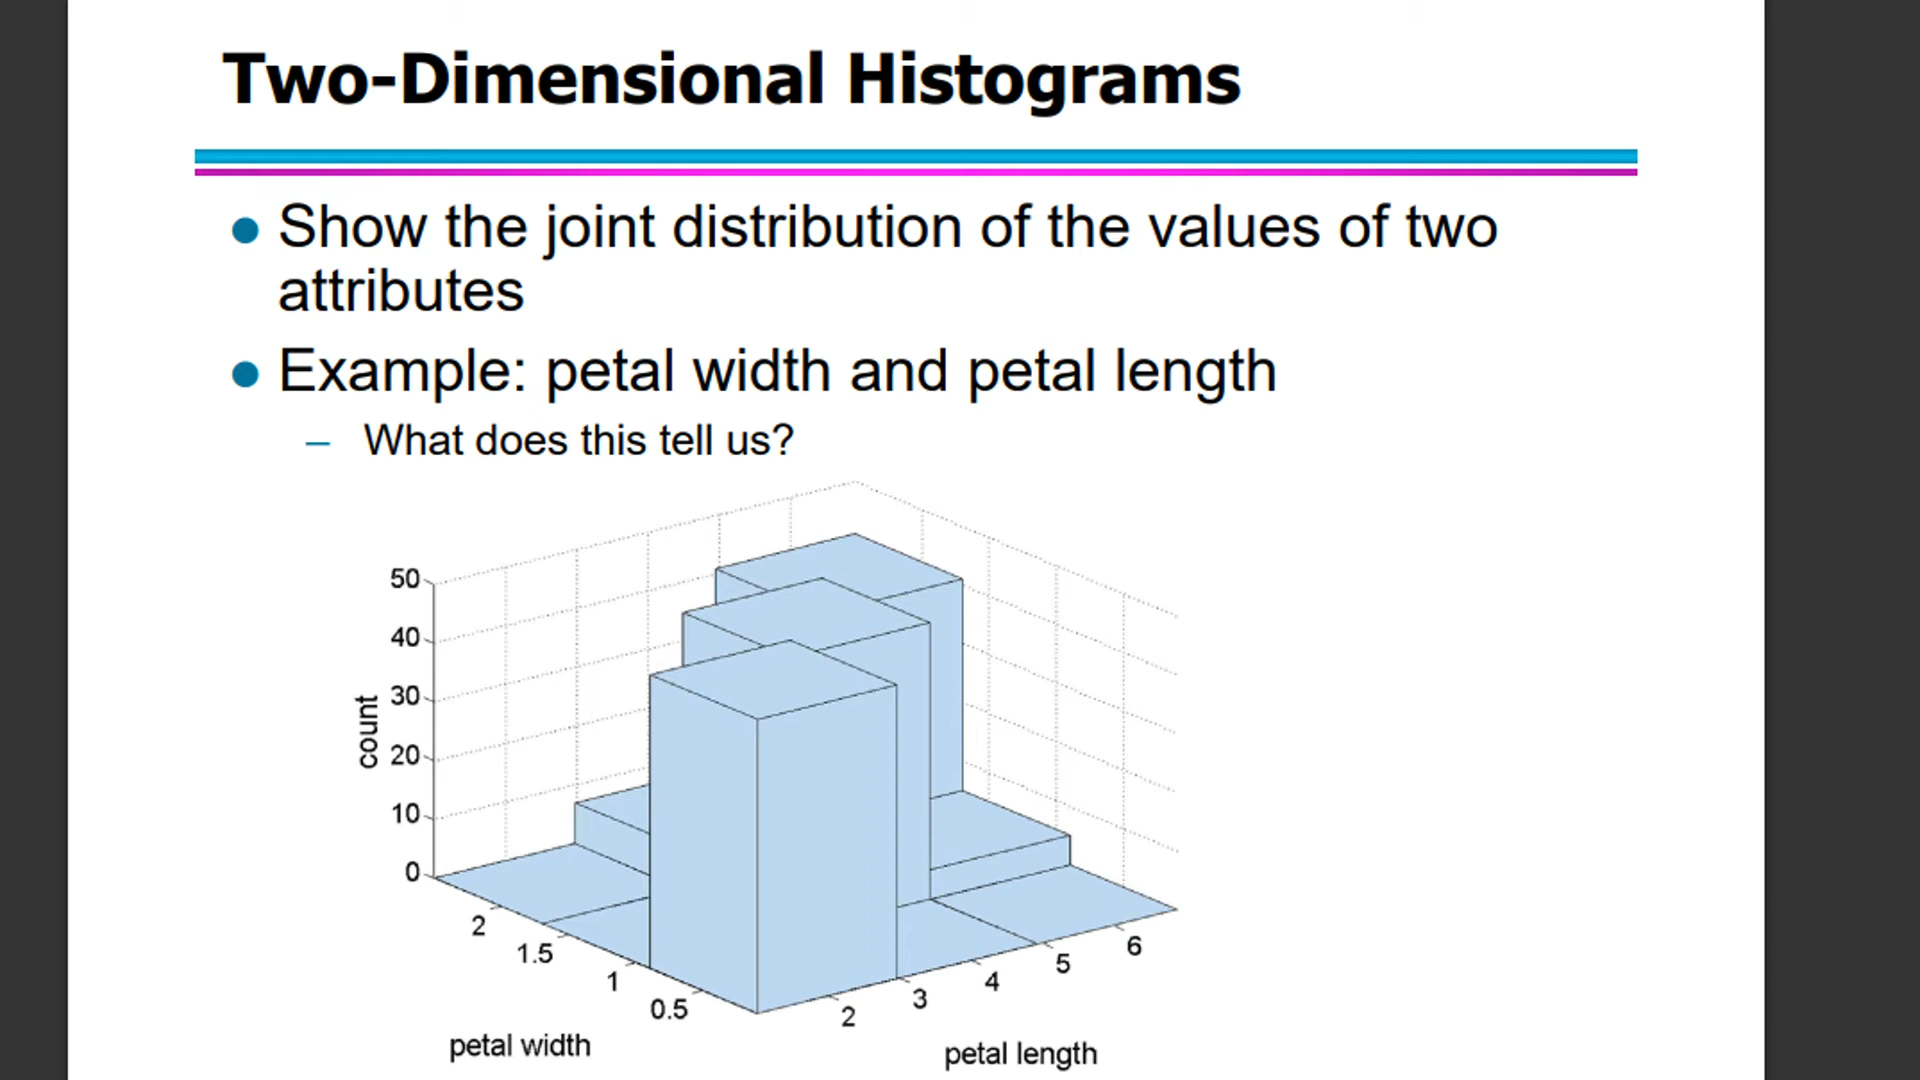 Two-Dimensional Histograms
● Show the joint distribution of the values of two
attributes
● Example: petal width and petal length
– What does this tell us?
50
40
30
20
10
0
count
2
1.5
1
0.5
petal width
2
3
4
5
6
petal length